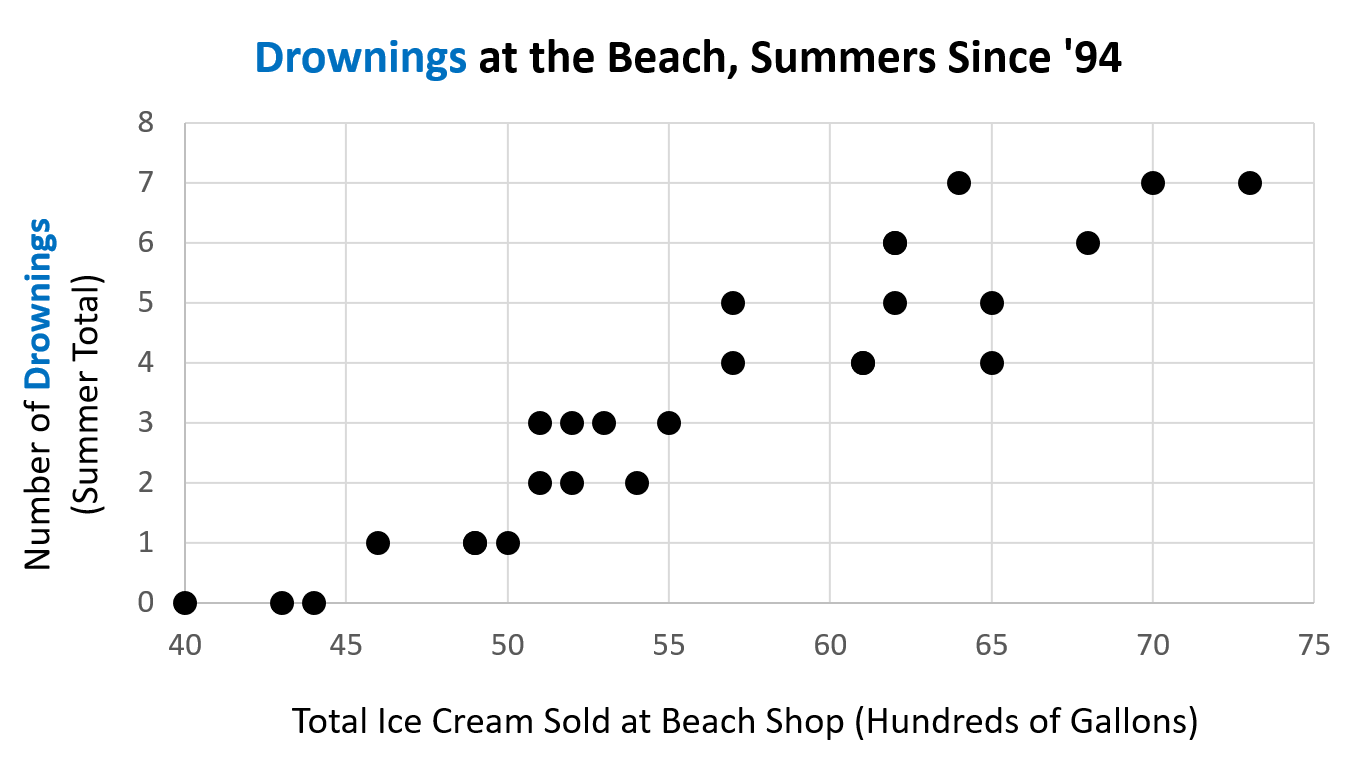 Drownings at the Beach, Summers Since '94
Number of Drownings
(Summer Total)
8
7
6
5
4
3
2
1
0
40 45 50 55 60 65 70 75
Total Ice Cream Sold at Beach Shop (Hundreds of Gallons)